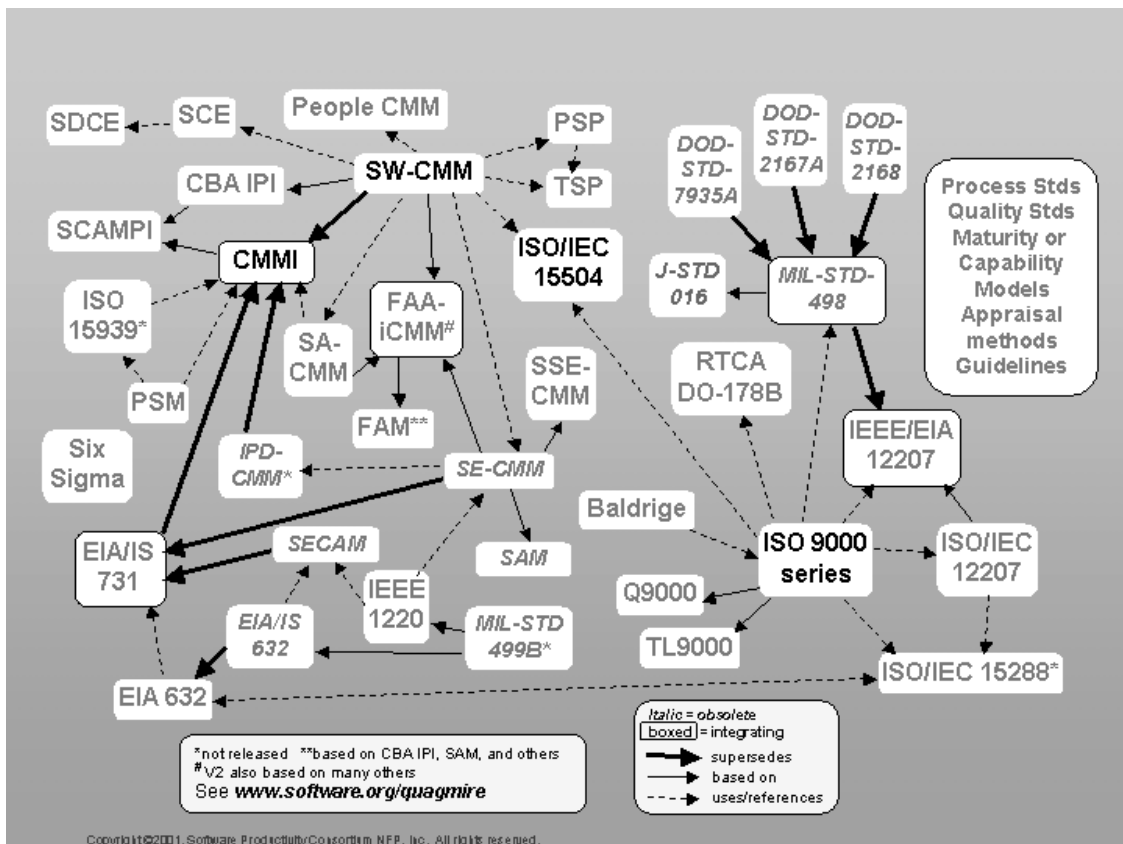 SDCE
SCE
People CMM
PSP
TSP
SW-CMM
CBA IPI
SCAMPI
CMMI
ISO/IEC
15504
DOD-
STD-
7935A
DOD-
STD-
2167A
DOD-
STD-
2168
Process Stds
Quality Stds
Maturity or
Capability
Models
Appraisal
methods
Guidelines
ISO
15939*
PSM
SA-
CMM
FAA-
iCMM#
FAM**
SSE-
CMM
J-STD
016
MIL-STD-
498
RTCA
DO-178B
IEEE/EIA
12207
Six
Sigma
IPD-
CMM*
SE-CMM
SAM
Baldrige
ISO 9000
series
ISO/IEC
12207
EIA/IS
731
SECAM
IEEE
1220
EIA/IS
632
MIL-STD
499B*
Q9000
TL9000
EIA 632
ISO/IEC 15288*
*not released **based on CBA IPI, SAM, and others
#V2 also based on many others
See www.software.org/quagmire
Italic = obsolete
boxed = integrating
supersedes
based on
uses/references
Copyright ©2001, Software Productivity Consortium NFP, Inc. All rights reserved.